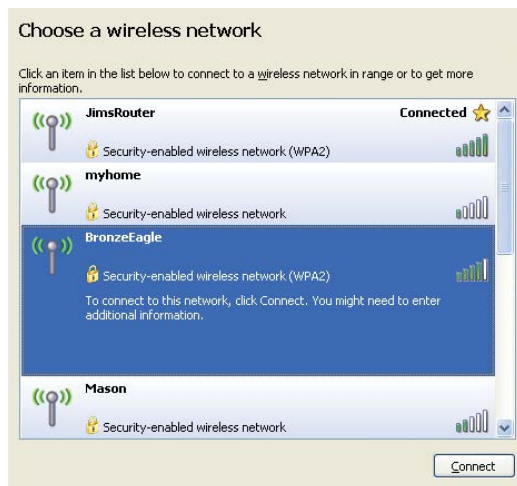 Choose a wireless network
Click an item in the list below to connect to a wireless network in range or to get more
information.
JimsRouter Connected
Security-enabled wireless network (WPA2)
myhome
Security-enabled wireless network
BronzeEagle
Security-enabled wireless network (WPA2)
To connect to this network, click Connect. You might need to enter
additional information.
Mason
Security-enabled wireless network
Connect